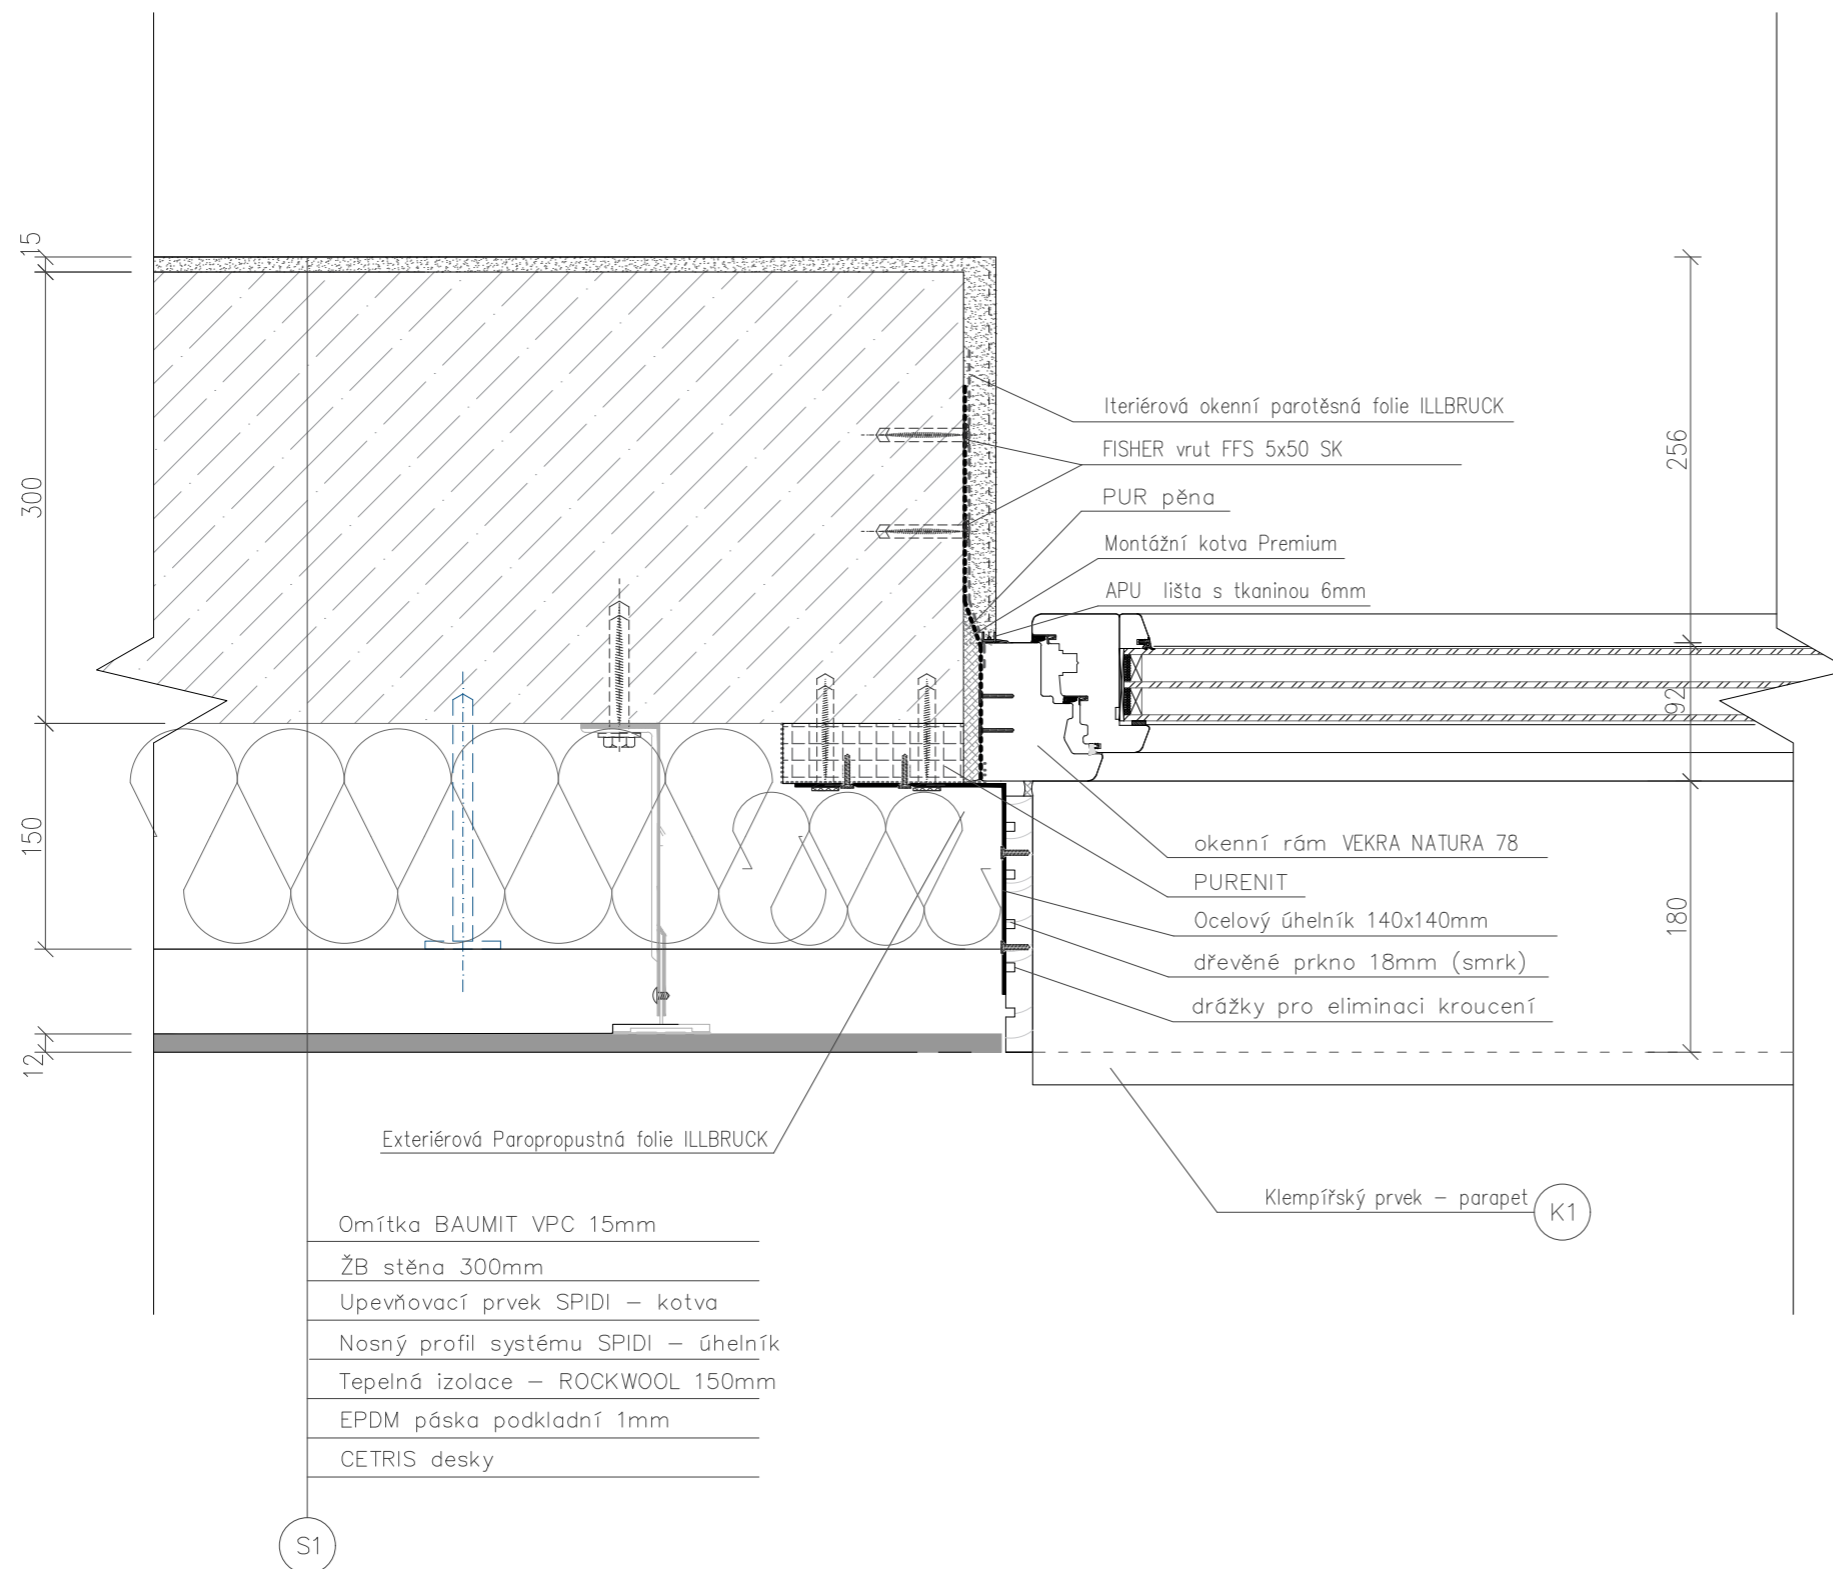 15
300
150
12
Iteriérová okenní parotěsná folie ILLBRUCK
FISHER vrut FFS 5x50 SK
PUR pěna
Montážní kotva Premium
APU lišta s tkaninou 6mm
256
92
180
okenní rám VEKRA NATURA 78
PURENIT
Ocelový úhelník 140x140mm
dřevěné prkno 18mm (smrk)
drážky pro eliminaci kroucení
Exteriérová Paropropustná folie ILLBRUCK
Klempířský prvek – parapet
K1
Omítka BAUMIT VPC 15mm
ŽB stěna 300mm
Upevňovací prvek SPIDI – kotva
Nosný profil systému SPIDI – úhelník
Tepelná izolace – ROCKWOOL 150mm
EPDM páska podkladní 1mm
CETRIS desky
S1